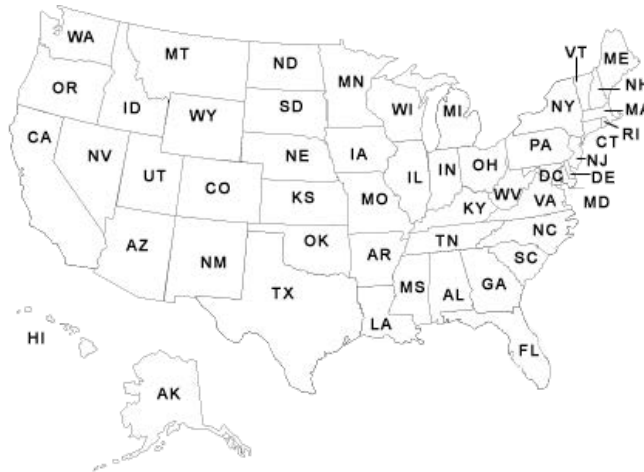 WA
MT
ND
MN
VT
ME
OR
ID
WY
SD
WI
MI
NY
NH
MA
RI
CT
CA
NV
UT
CO
NE
IA
IL
IN
OH
PA
NJ
DE
DC
MD
KS
MO
KY
WV
VA
AZ
NM
OK
AR
TN
NC
SC
TX
LA
MS
AL
GA
FL
HI
AK